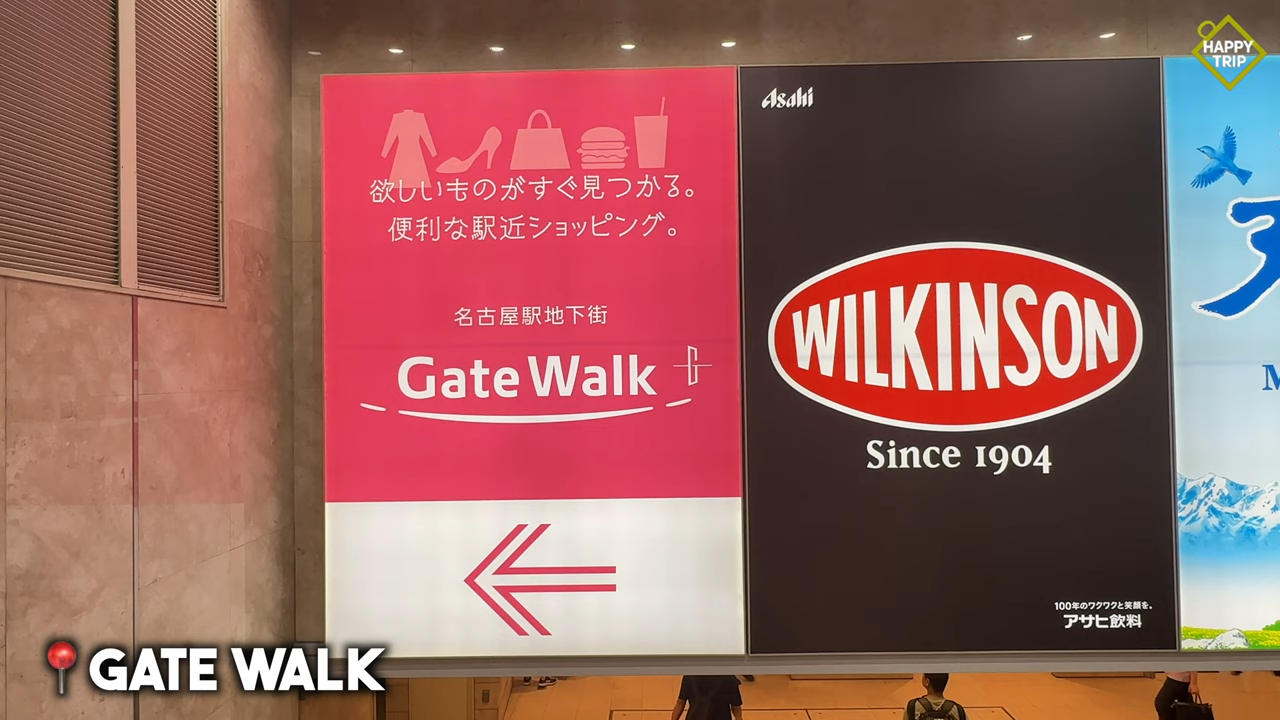 HAPPY
TRIP
欲しいものがすぐ見つかる。
便利な駅近ショッピング。
名古屋駅地下街
Gate Walk
Asahi
WILKINSON
Since 1904
100年のワクワクと笑顔を。
アサヒ飲料
天
M
GATE WALK